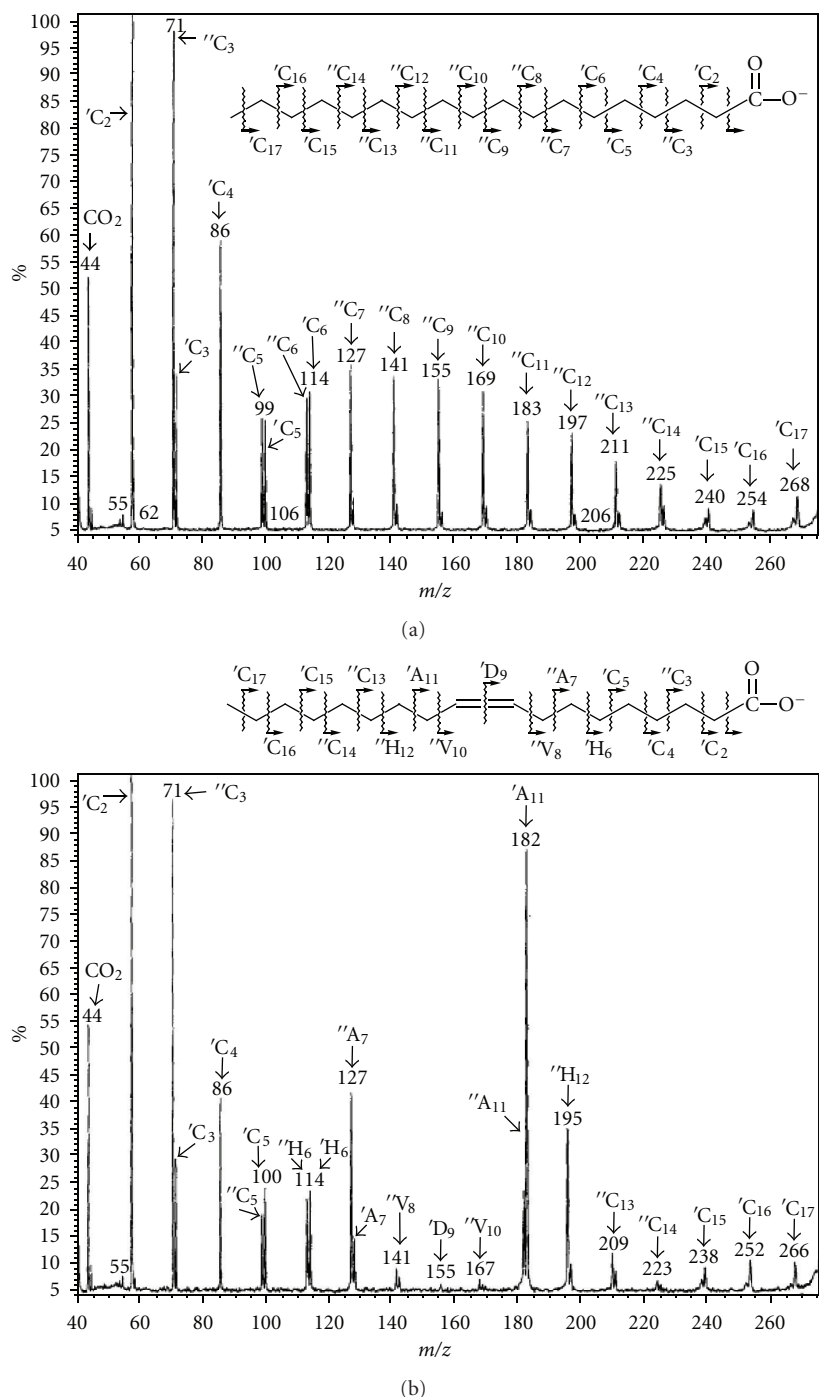 100
95
90
85
80
75
70
65
60
55
50
45
40
35
30
25
20
15
10
5
%
71
″C3
′C2
′C4
86
CO2
44
′C3
″C5
99
′C5
″C6
′C6
114
″C7
127
″C8
141
″C9
155
″C10
169
″C11
183
″C12
197
″C13
211
″C14
225
′C15
240
′C16
254
′C17
268
55
62
106
206
′C16 ″C14 ″C12 ″C10 ″C8 ′C6 ′C4 ′C2
O
C—O−
′C17 ′C15 ″C13 ″C11 ″C9 ″C7 ′C5 ″C3
40 60 80 100 120 140 160 180 200 220 240 260
m/z
(a)
′C17 ′C15 ″C13 ′A11 ′D9 ″A7 ′C5 ″C3
O
C—O−
′C16 ″C14 ″H12 ″V10 ″V8 ′H6 ′C4 ′C2
100
95
90
85
80
75
70
65
60
55
50
45
40
35
30
25
20
15
10
5
%
′C2
71
″C3
CO2
44
55
′C4
86
′C3
″C5
′C5
100
″H6
′H6
114
″A7
127
′A7
″V8
141
′D9
155
″V10
167
″A11
′A11
182
″H12
195
″C13
209
″C14
223
′C15
238
′C16
252
′C17
266
40 60 80 100 120 140 160 180 200 220 240 260
m/z
(b)